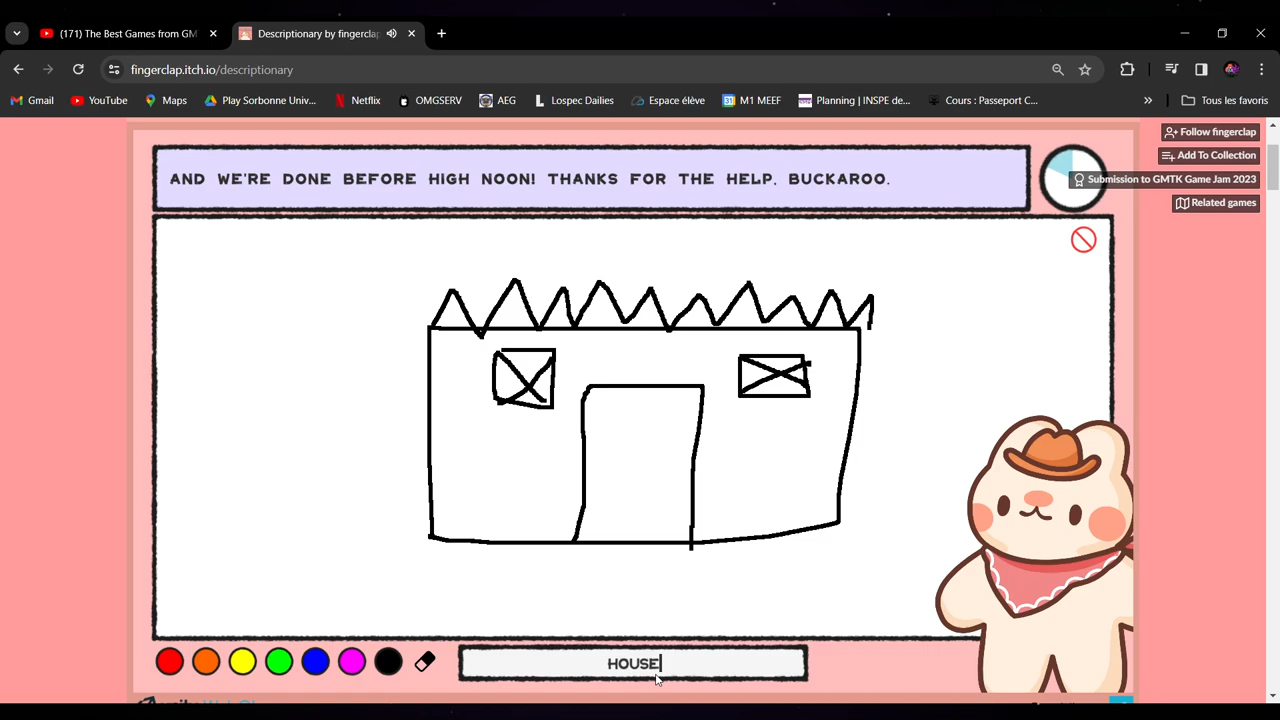 (171) The Best Games from GM
Descriptionary by fingerclap
fingerclap.itch.io/descriptionary
Gmail
YouTube
Maps
Play Sorbonne Univ...
Netflix
OMGSERV
AEG
Lospec Dailies
Espace élève
M1 MEEF
Planning | INSPE de...
Cours : Passeport C...
»
Tous les favoris
Follow fingerclap
Add To Collection
Submission to GMTK Game Jam 2023
Related games
AND WE'RE DONE BEFORE HIGH NOON! THANKS FOR THE HELP, BUCKAROO.
HOUSE